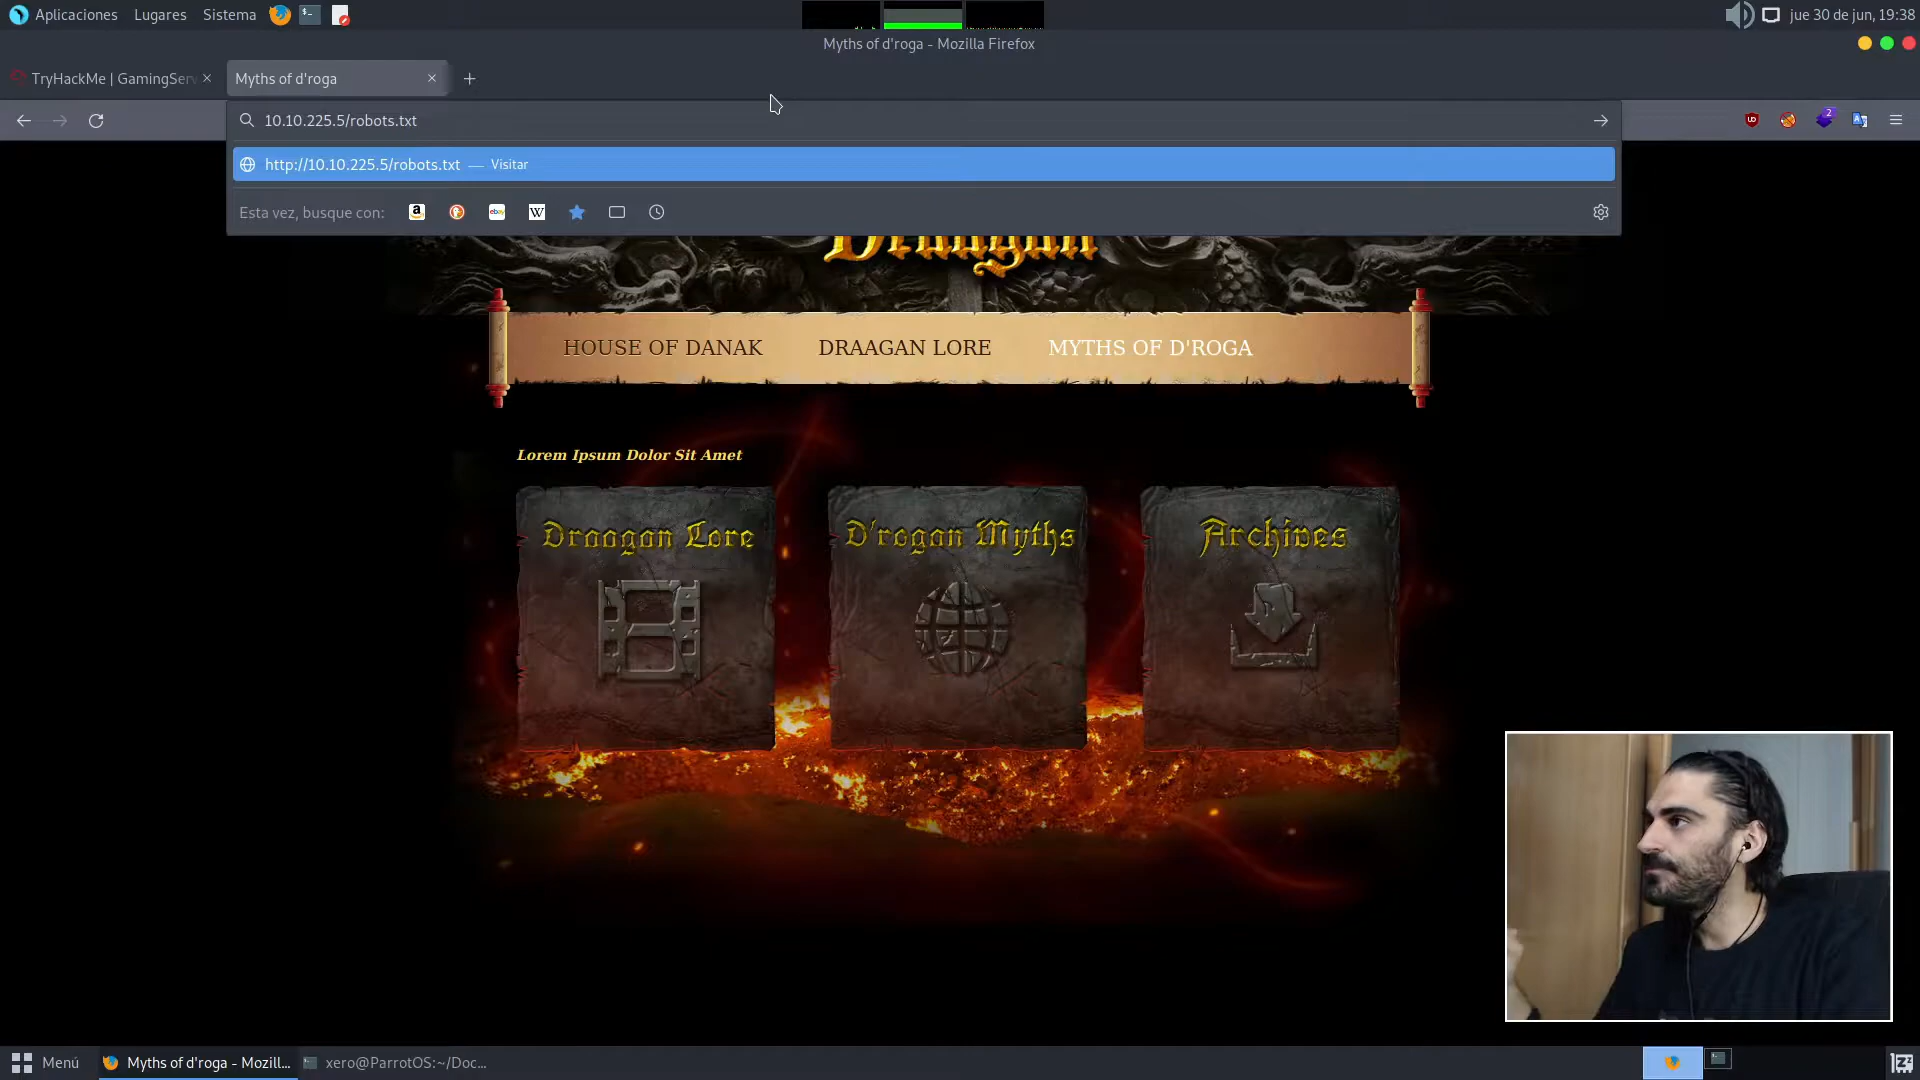 Aplicaciones Lugares Sistema
jue 30 de jun, 19:38
Myths of d'roga - Mozilla Firefox
TryHackMe | GamingServ
Myths of d'roga
10.10.225.5/robots.txt
2
http://10.10.225.5/robots.txt — Visitar
Esta vez, busque con:
Draagan
HOUSE OF DANAK
DRAAGAN LORE
MYTHS OF D'ROGA
Lorem Ipsum Dolor Sit Amet
Draagan Lore
D'rogan Myths
Archives
Menú
Myths of d'roga - Mozill...
xero@ParrotOS:~/Doc...